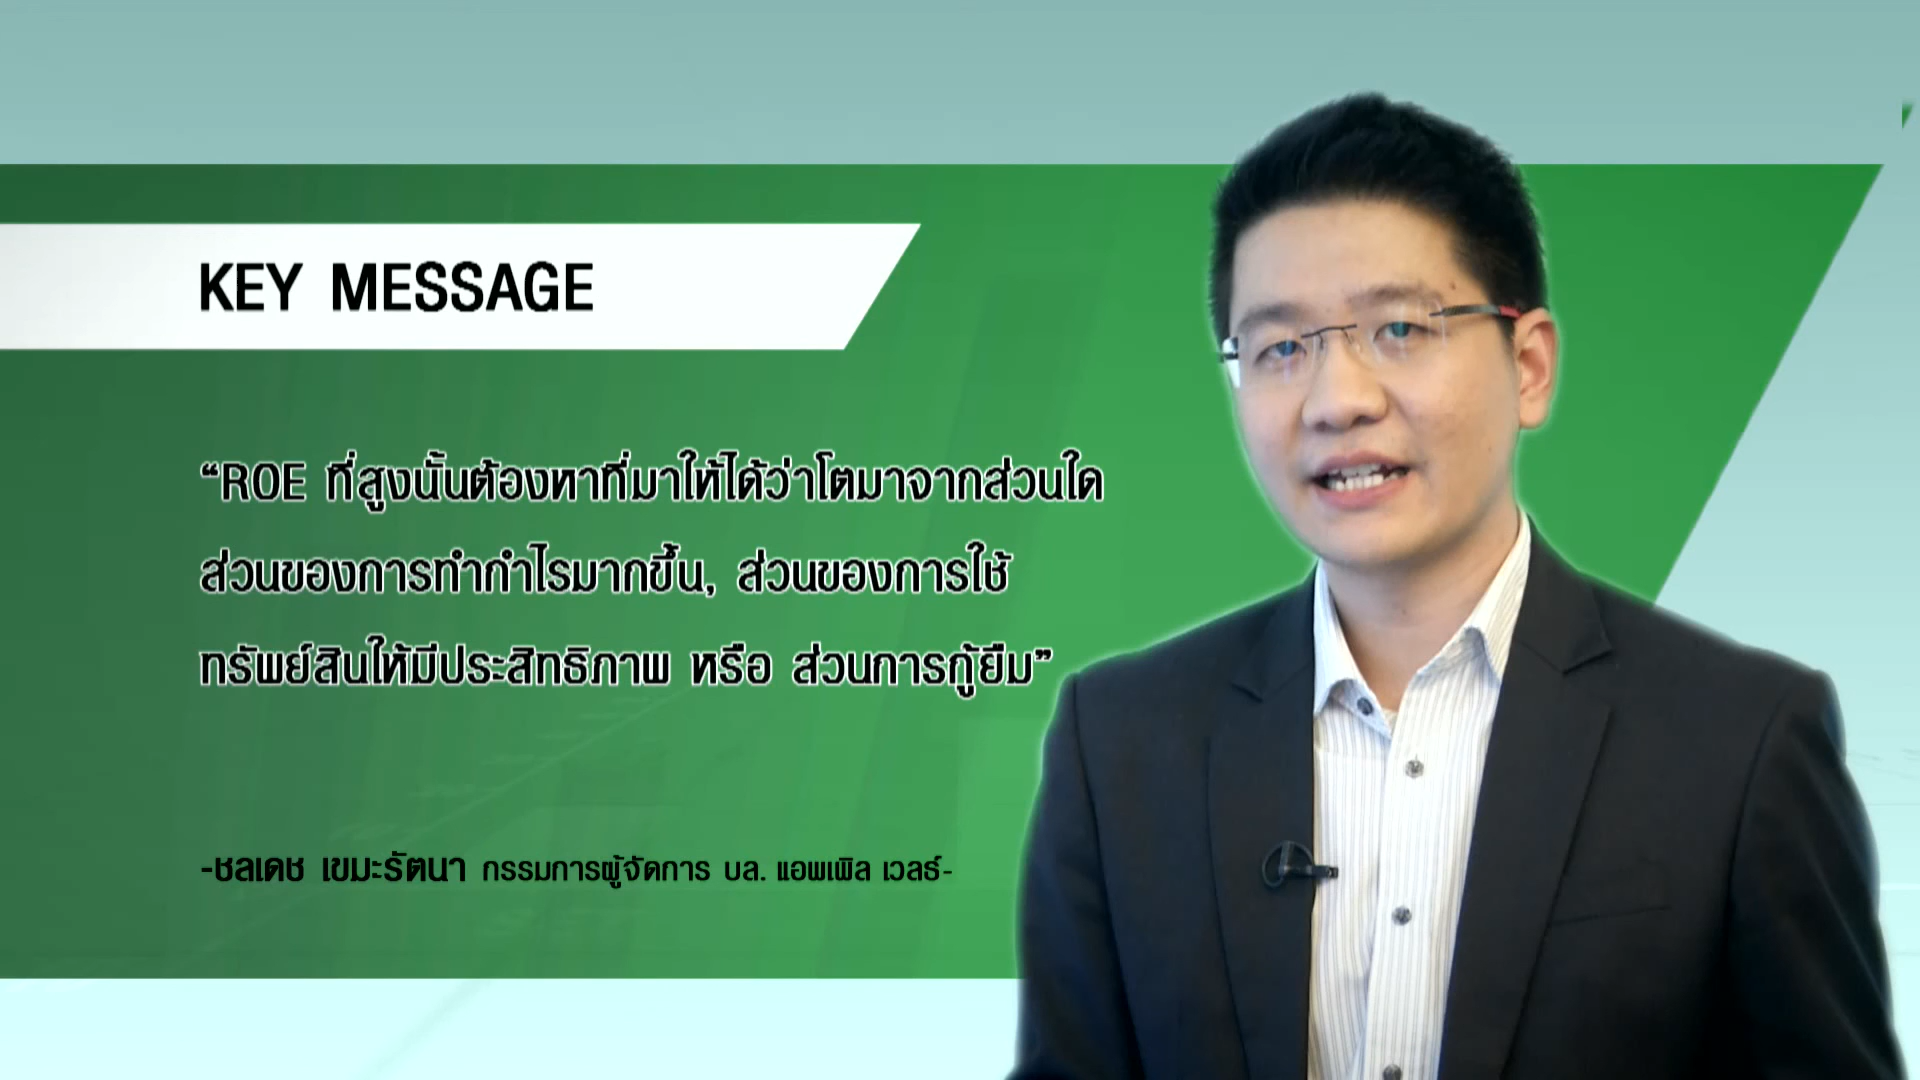 KEY MESSAGE
“ROE ที่สูงนั้นต้องหาที่มาให้ได้ว่าโตมาจากส่วนใด
ส่วนของการทำกำไรมากขึ้น, ส่วนของการใช้
ทรัพย์สินให้มีประสิทธิภาพ หรือ ส่วนการกู้ยืม”
-ชลเดช เขมะรัตนา กรรมการผู้จัดการ บล. แอพเพิล เวลธ์-